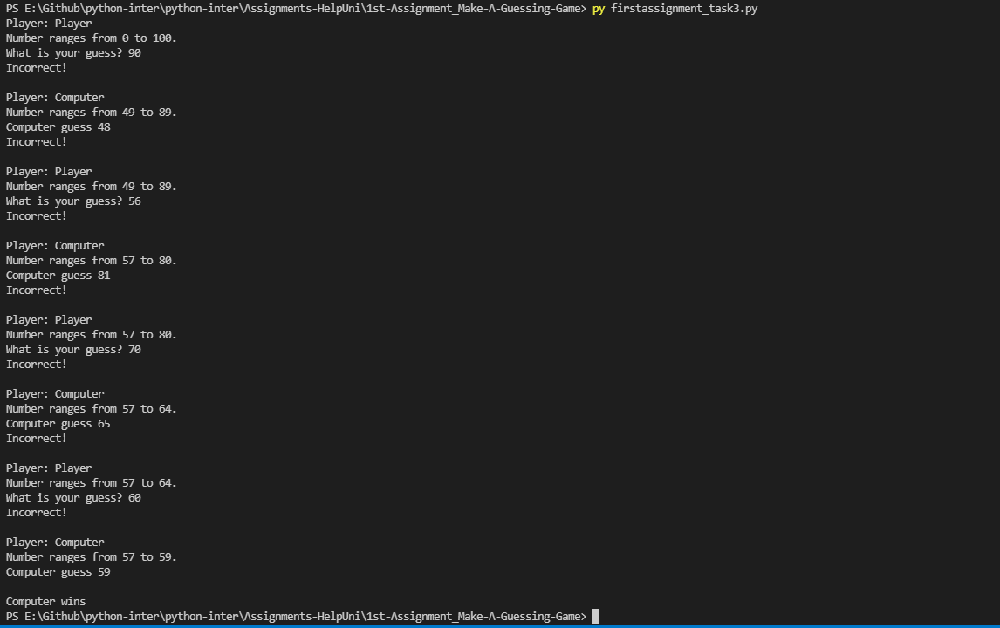 PS E:\Github\python-inter\python-inter\Assignments-HelpUni\1st-Assignment_Make-A-Guessing-Game> py firstassignment_task3.py
Player: Player
Number ranges from 0 to 100.
What is your guess? 90
Incorrect!

Player: Computer
Number ranges from 49 to 89.
Computer guess 48
Incorrect!

Player: Player
Number ranges from 49 to 89.
What is your guess? 56
Incorrect!

Player: Computer
Number ranges from 57 to 80.
Computer guess 81
Incorrect!

Player: Player
Number ranges from 57 to 80.
What is your guess? 70
Incorrect!

Player: Computer
Number ranges from 57 to 64.
Computer guess 65
Incorrect!

Player: Player
Number ranges from 57 to 64.
What is your guess? 60
Incorrect!

Player: Computer
Number ranges from 57 to 59.
Computer guess 59

Computer wins
PS E:\Github\python-inter\python-inter\Assignments-HelpUni\1st-Assignment_Make-A-Guessing-Game>